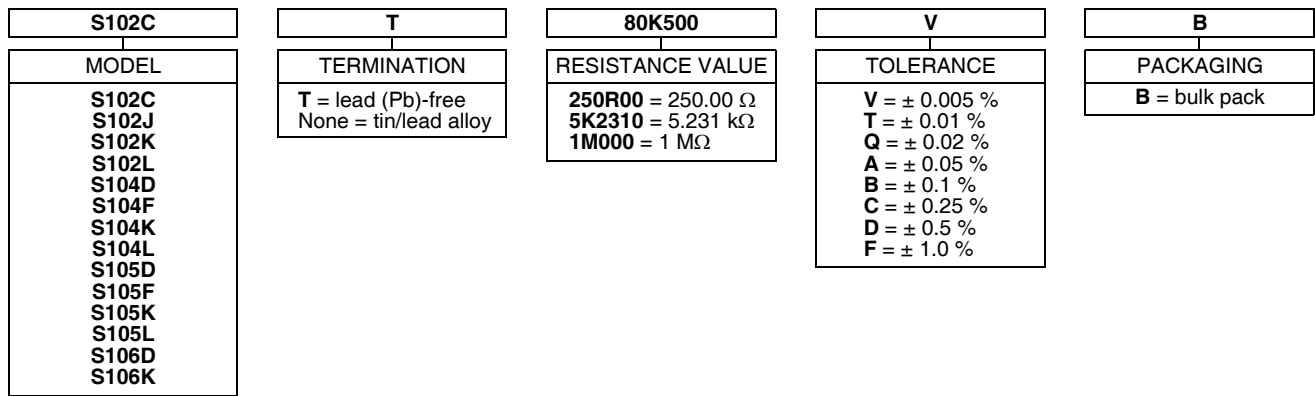 S102C
T
80K500
V
B
MODEL
S102C
S102J
S102K
S102L
S104D
S104F
S104K
S104L
S105D
S105F
S105K
S105L
S106D
S106K
TERMINATION
T = lead (Pb)-free
None = tin/lead alloy
RESISTANCE VALUE
250R00 = 250.00 Ω
5K2310 = 5.231 kΩ
1M000 = 1 MΩ
TOLERANCE
V = ± 0.005 %
T = ± 0.01 %
Q = ± 0.02 %
A = ± 0.05 %
B = ± 0.1 %
C = ± 0.25 %
D = ± 0.5 %
F = ± 1.0 %
PACKAGING
B = bulk pack